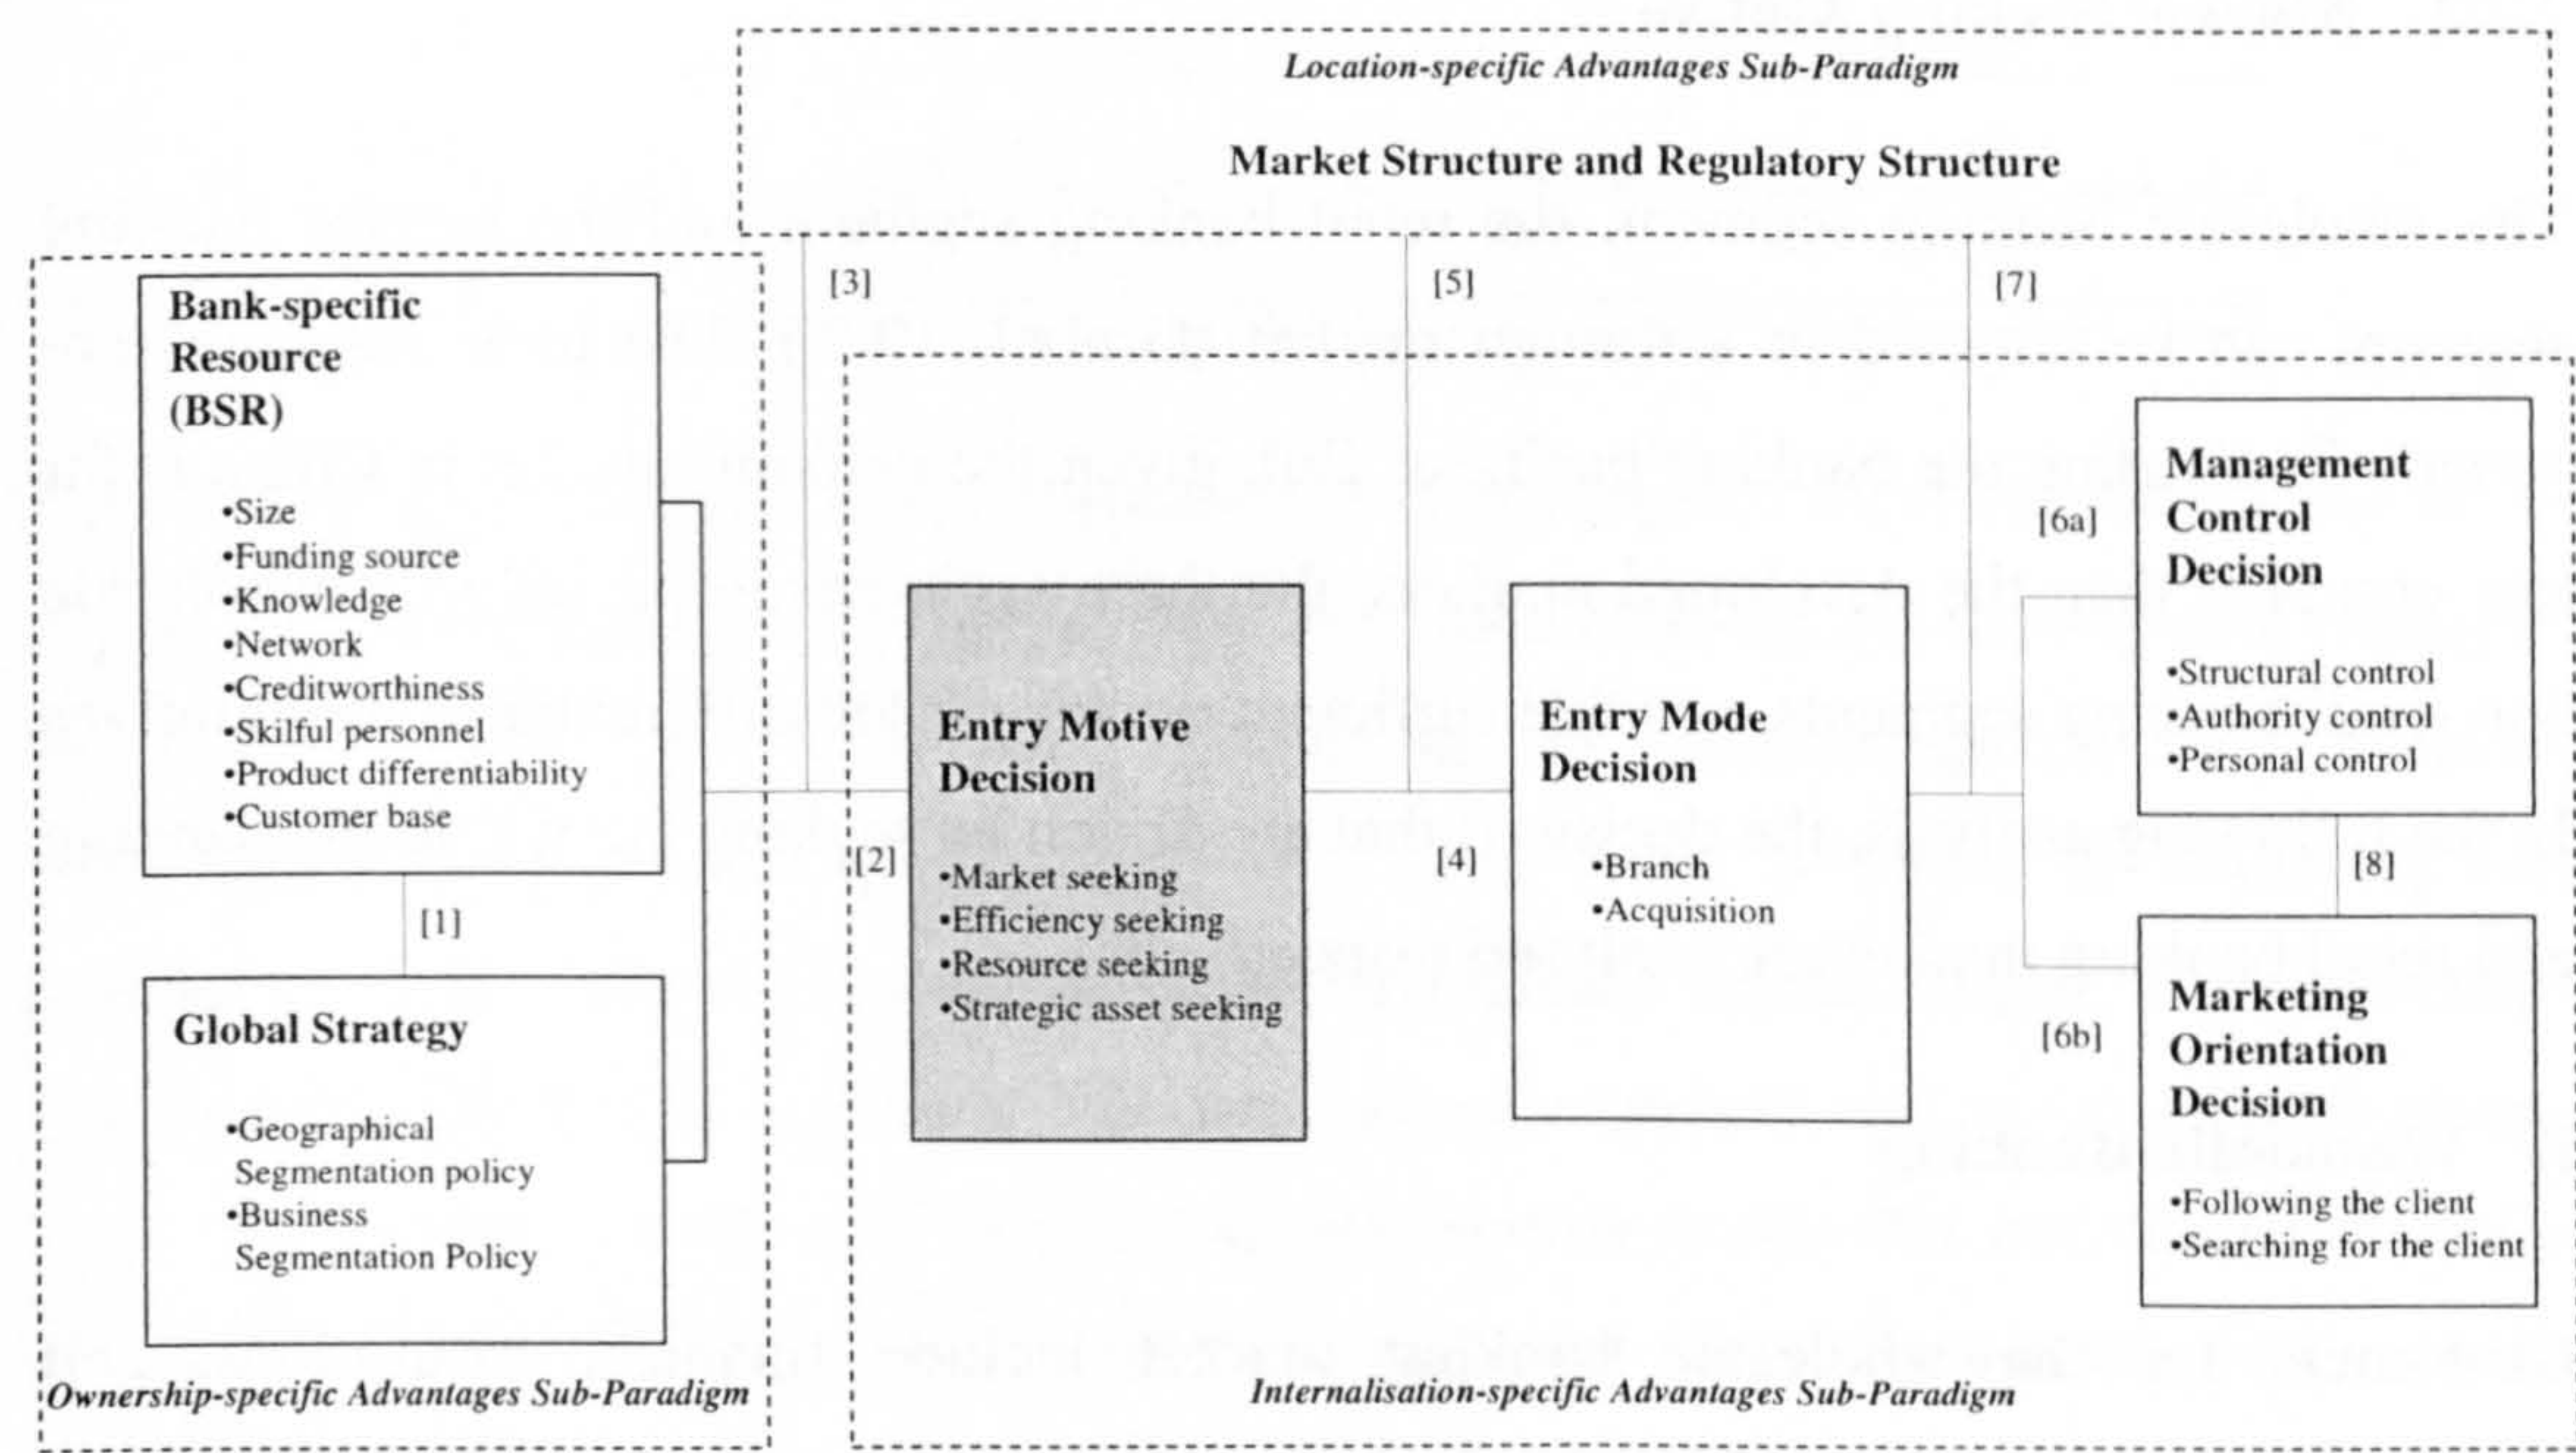 Location-specific Advantages Sub-Paradigm
Market Structure and Regulatory Structure
[3]
[5]
[7]
Bank-specific
Resource
(BSR)
•Size
•Funding source
•Knowledge
•Network
•Creditworthiness
•Skilful personnel
•Product differentiability
•Customer base
[1]
Global Strategy
•Geographical
Segmentation policy
•Business
Segmentation Policy
Ownership-specific Advantages Sub-Paradigm
[2]
Entry Motive
Decision
•Market seeking
•Efficiency seeking
•Resource seeking
•Strategic asset seeking
[4]
Entry Mode
Decision
•Branch
•Acquisition
[6a]
Management
Control
Decision
•Structural control
•Authority control
•Personal control
[8]
[6b]
Marketing
Orientation
Decision
•Following the client
•Searching for the client
Internalisation-specific Advantages Sub-Paradigm